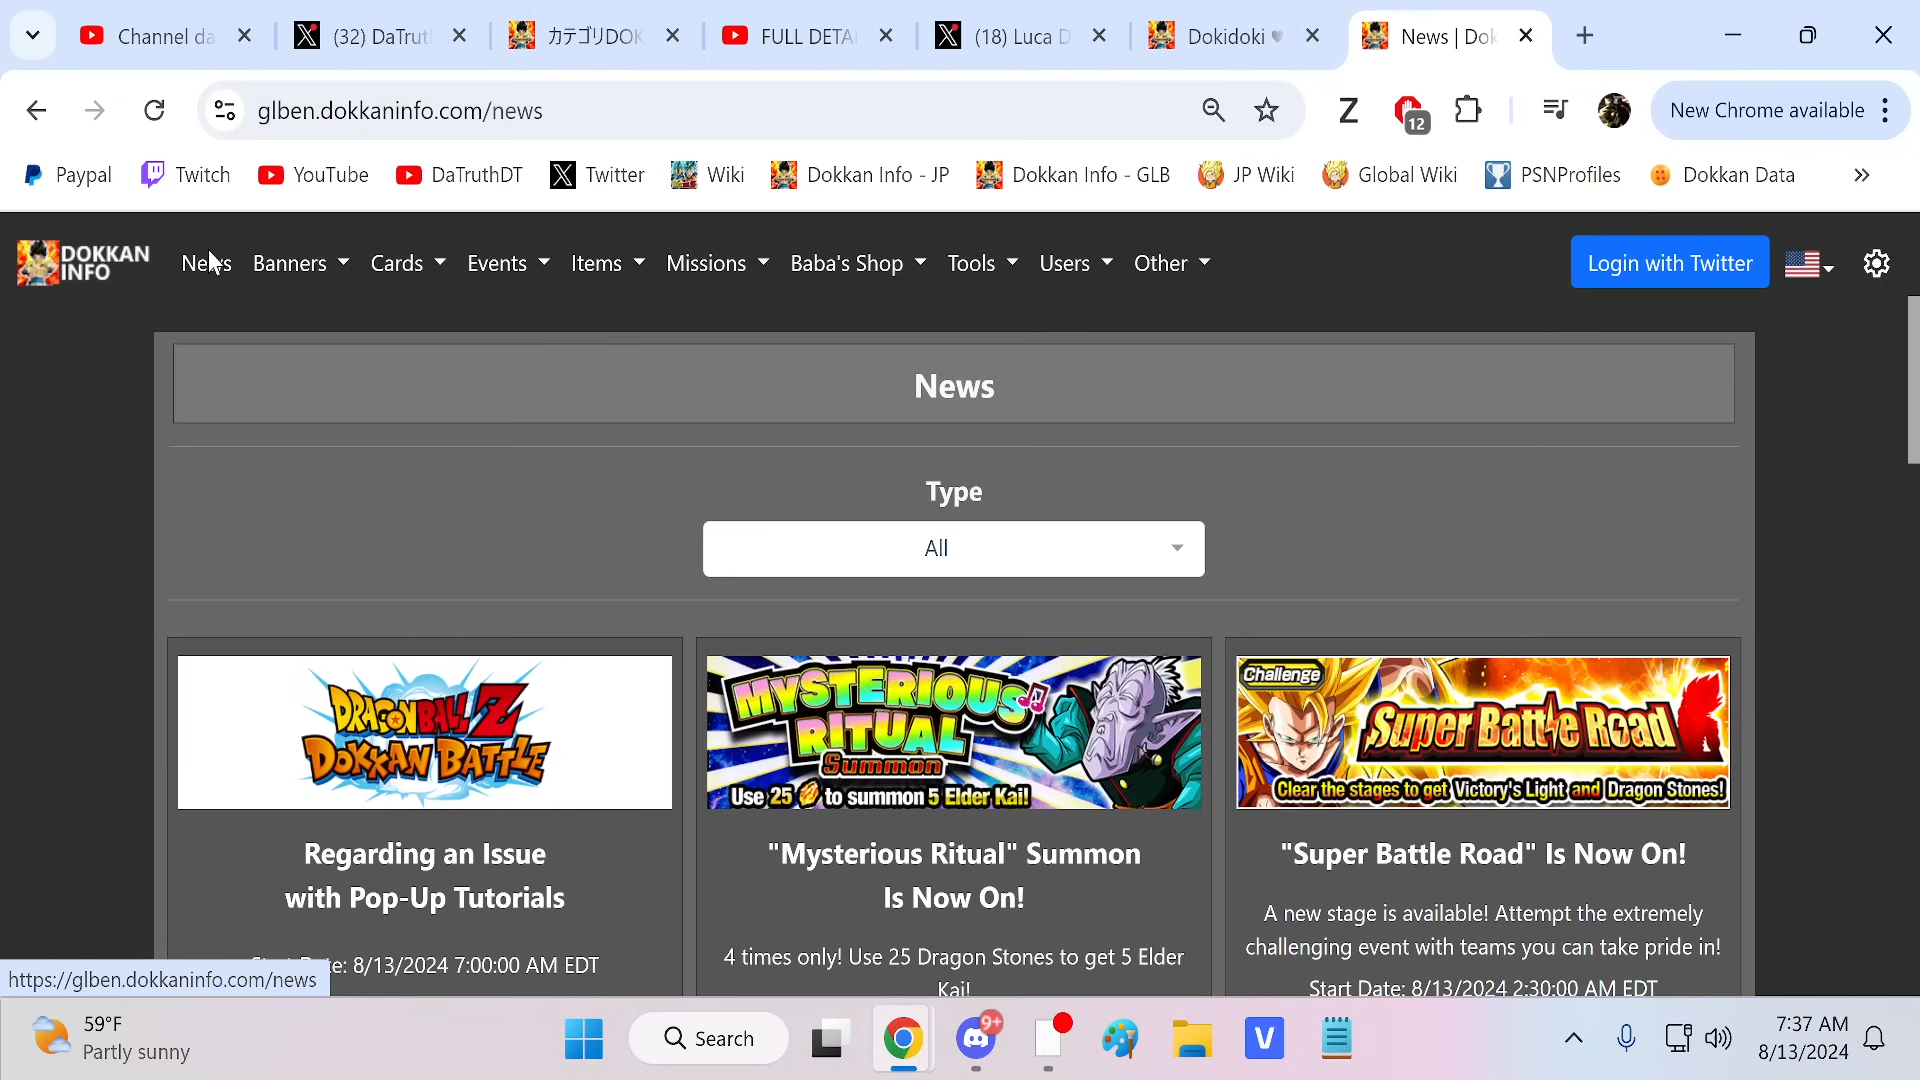 Channel da
(32) DaTrut
カテゴリDOK
FULL DETA
(18) Luca D
Dokidoki ♥
News | Dok
glben.dokkaninfo.com/news
Z
12
New Chrome available
Paypal
Twitch
YouTube
DaTruthDT
Twitter
Wiki
Dokkan Info - JP
Dokkan Info - GLB
JP Wiki
Global Wiki
PSNProfiles
Dokkan Data
DOKKAN
INFO
News
Banners
Cards
Events
Items
Missions
Baba's Shop
Tools
Users
Other
Login with Twitter
News
Type
All
DRAGON BALL Z
DOKKAN BATTLE
Regarding an Issue
with Pop-Up Tutorials
Start Date: 8/13/2024 7:00:00 AM EDT
MYSTERIOUS
RITUAL
Summon
Use 25 to summon 5 Elder Kai!
"Mysterious Ritual" Summon
Is Now On!
4 times only! Use 25 Dragon Stones to get 5 Elder
Kai!
Challenge
Super Battle Road
Clear the stages to get Victory's Light and Dragon Stones!
"Super Battle Road" Is Now On!
A new stage is available! Attempt the extremely
challenging event with teams you can take pride in!
Start Date: 8/13/2024 2:30:00 AM EDT
https://glben.dokkaninfo.com/news
59°F
Partly sunny
Search
9+
V
7:37 AM
8/13/2024